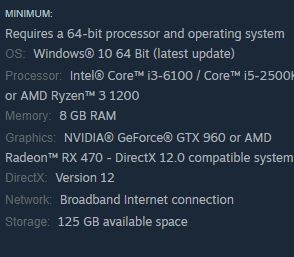 MINIMUM:
Requires a 64-bit processor and operating system
OS: Windows® 10 64 Bit (latest update)
Processor: Intel® Core™ i3-6100 / Core™ i5-2500K
or AMD Ryzen™ 3 1200
Memory: 8 GB RAM
Graphics: NVIDIA® GeForce® GTX 960 or AMD
Radeon™ RX 470 - DirectX 12.0 compatible system
DirectX: Version 12
Network: Broadband Internet connection
Storage: 125 GB available space